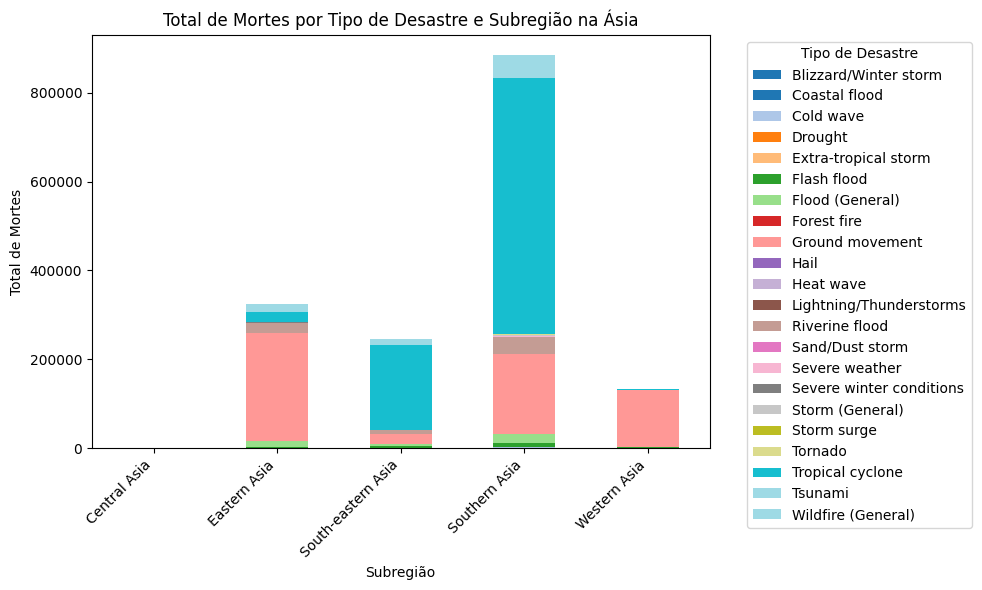 Total de Mortes por Tipo de Desastre e Subregião na Ásia
Total de Mortes
800000
600000
400000
200000
0
Central Asia
Eastern Asia
South-eastern Asia
Southern Asia
Western Asia
Subregião
Tipo de Desastre
Blizzard/Winter storm
Coastal flood
Cold wave
Drought
Extra-tropical storm
Flash flood
Flood (General)
Forest fire
Ground movement
Hail
Heat wave
Lightning/Thunderstorms
Riverine flood
Sand/Dust storm
Severe weather
Severe winter conditions
Storm (General)
Storm surge
Tornado
Tropical cyclone
Tsunami
Wildfire (General)